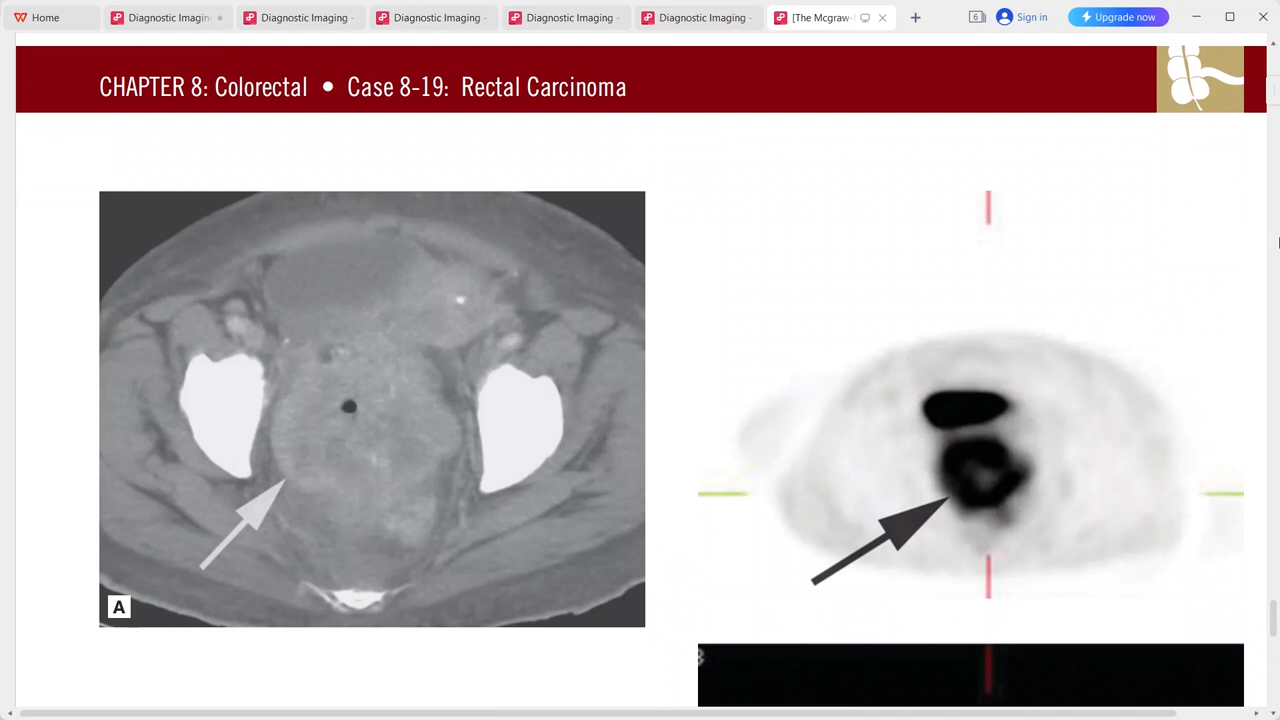 Home
Diagnostic Imagin
Diagnostic Imaging -
Diagnostic Imaging -
Diagnostic Imaging -
Diagnostic Imaging -
[The Mcgraw-
6
Sign in
Upgrade now
CHAPTER 8: Colorectal • Case 8-19: Rectal Carcinoma
A